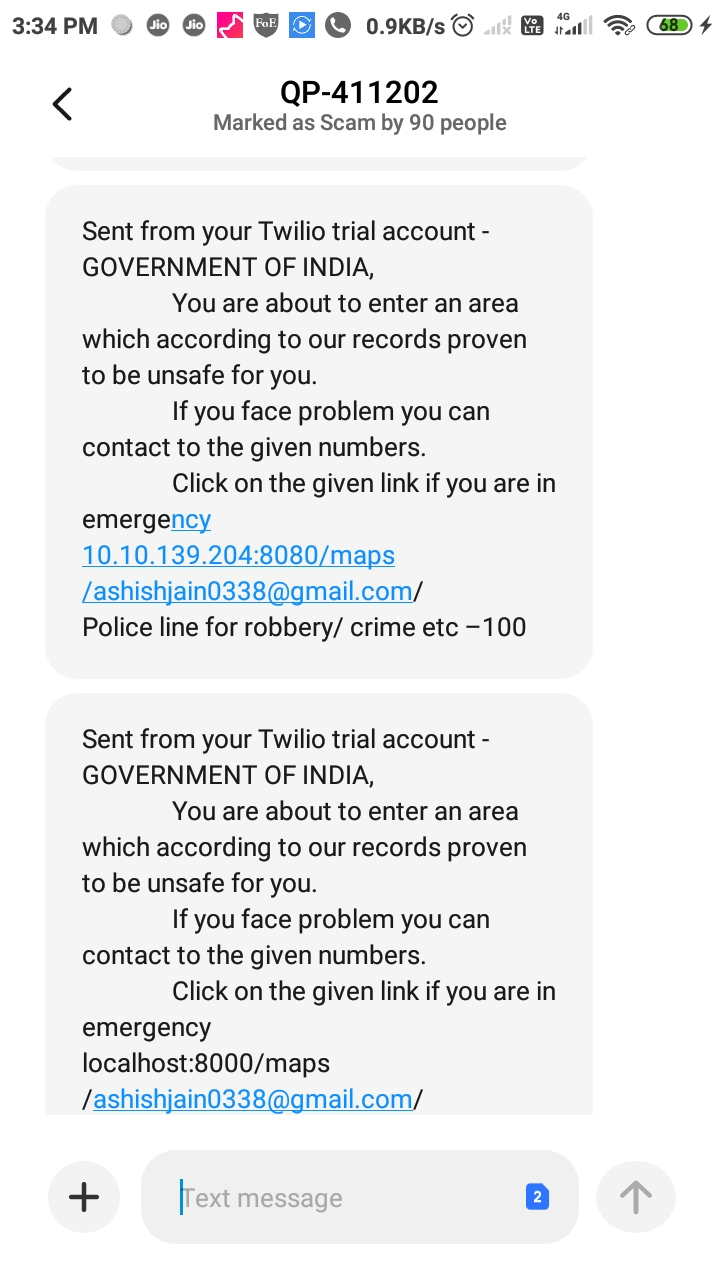 3:34 PM Jio Jio FoE 0.9KB/s Vo LTE 4G 68
QP-411202
Marked as Scam by 90 people
Sent from your Twilio trial account -
GOVERNMENT OF INDIA,
You are about to enter an area
which according to our records proven
to be unsafe for you.
If you face problem you can
contact to the given numbers.
Click on the given link if you are in
emergency
10.10.139.204:8080/maps
/ashishjain0338@gmail.com/
Police line for robbery/ crime etc –100
Sent from your Twilio trial account -
GOVERNMENT OF INDIA,
You are about to enter an area
which according to our records proven
to be unsafe for you.
If you face problem you can
contact to the given numbers.
Click on the given link if you are in
emergency
localhost:8000/maps
/ashishjain0338@gmail.com/
Text message 2